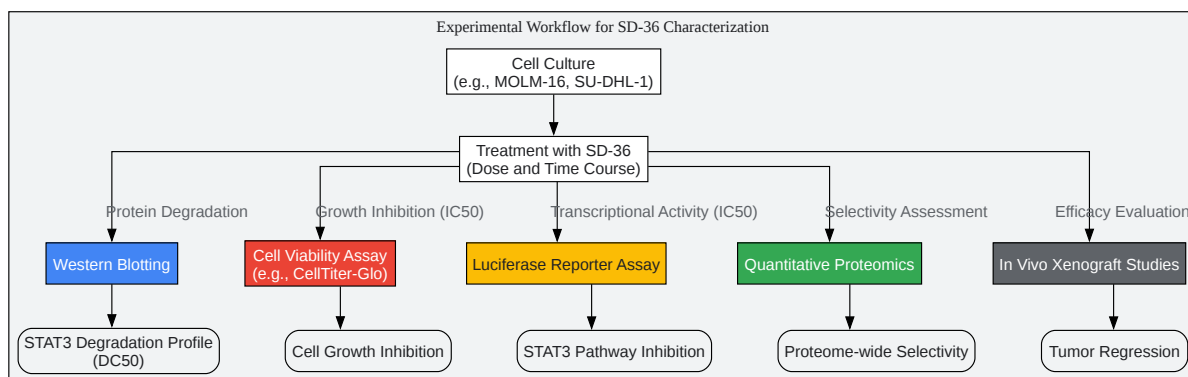 Experimental Workflow for SD-36 Characterization
Cell Culture
(e.g., MOLM-16, SU-DHL-1)
Treatment with SD-36
(Dose and Time Course)
Protein Degradation
Growth Inhibition (IC50)
Transcriptional Activity (IC50)
Selectivity Assessment
Efficacy Evaluation
Western Blotting
Cell Viability Assay
(e.g., CellTiter-Glo)
Luciferase Reporter Assay
Quantitative Proteomics
In Vivo Xenograft Studies
STAT3 Degradation Profile
(DC50)
Cell Growth Inhibition
STAT3 Pathway Inhibition
Proteome-wide Selectivity
Tumor Regression